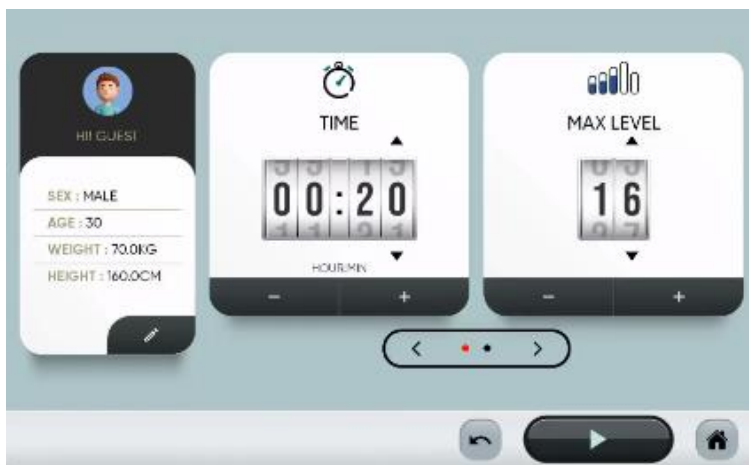 HI! GUEST
SEX : MALE
AGE : 30
WEIGHT : 70.0KG
HEIGHT : 160.0CM
TIME
00:20
HOUR:MIN
- +
MAX LEVEL
16
- +